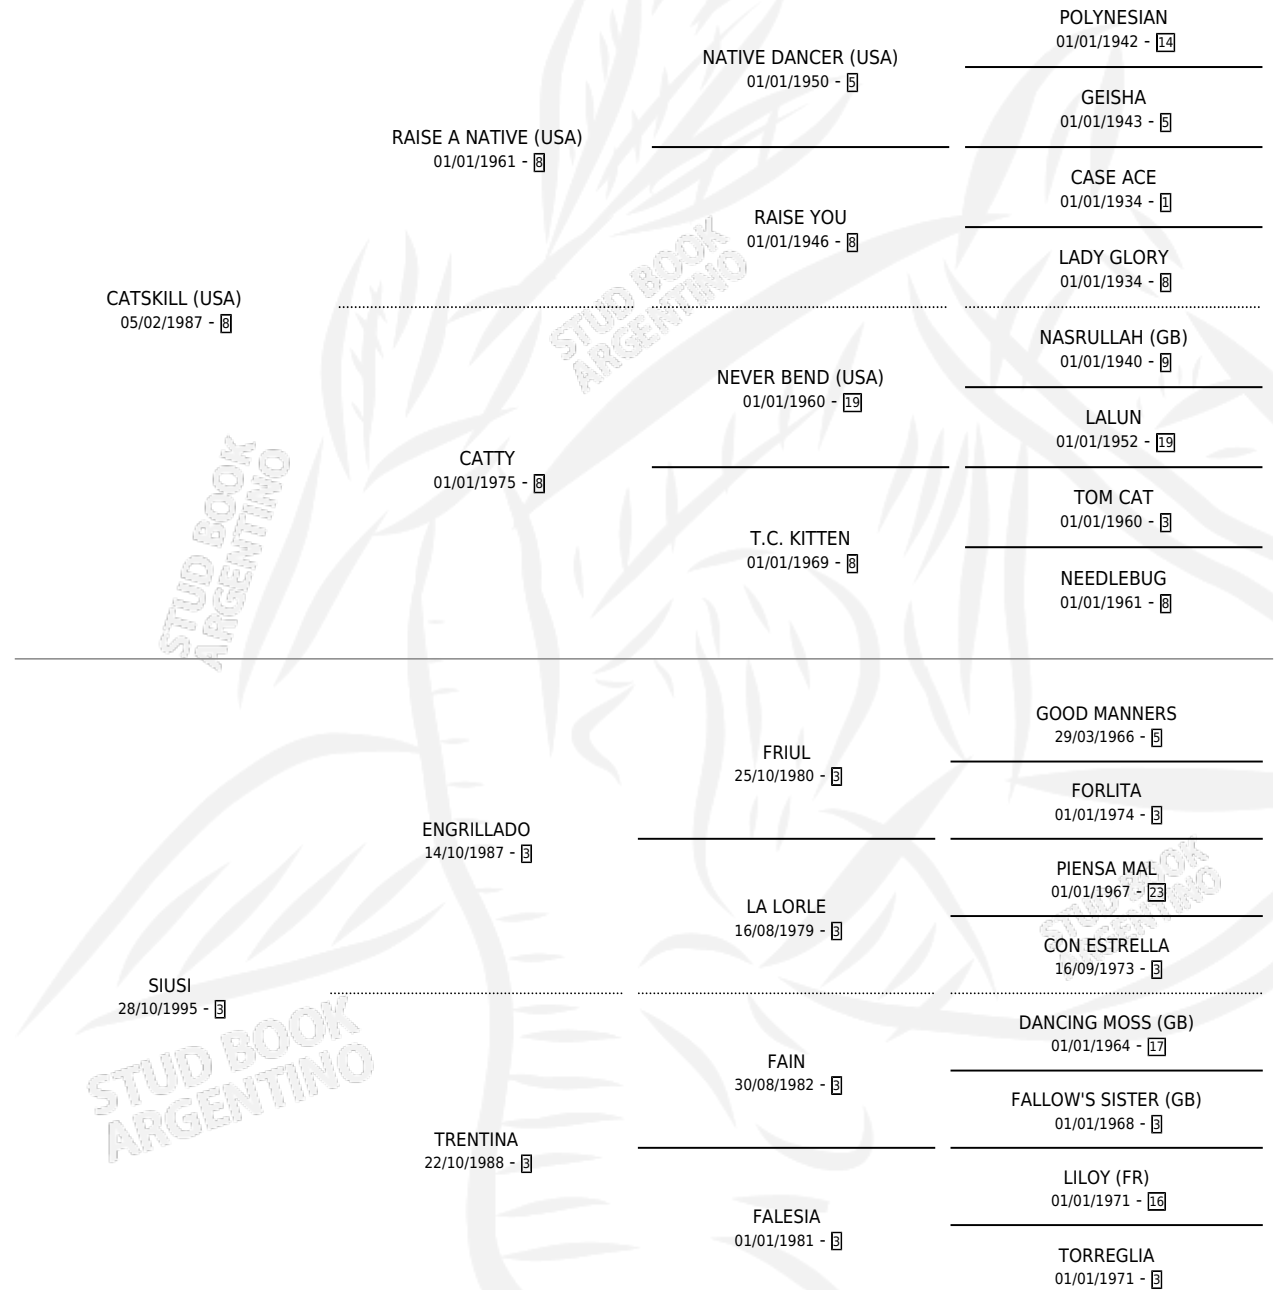 POLYNESIAN
01/01/1942 - 14
NATIVE DANCER (USA)
01/01/1950 - 5
GEISHA
01/01/1943 - 5
RAISE A NATIVE (USA)
01/01/1961 - 8
CASE ACE
01/01/1934 - 1
RAISE YOU
01/01/1946 - 8
LADY GLORY
01/01/1934 - 8
CATSKILL (USA)
05/02/1987 - 8
NASRULLAH (GB)
01/01/1940 - 9
NEVER BEND (USA)
01/01/1960 - 19
LALUN
01/01/1952 - 19
CATTY
01/01/1975 - 8
TOM CAT
01/01/1960 - 3
T.C. KITTEN
01/01/1969 - 8
NEEDLEBUG
01/01/1961 - 8
GOOD MANNERS
29/03/1966 - 5
FRIUL
25/10/1980 - 3
FORLITA
01/01/1974 - 3
ENGRILLADO
14/10/1987 - 3
PIENSA MAL
01/01/1967 - 23
LA LORLE
16/08/1979 - 3
CON ESTRELLA
16/09/1973 - 3
SIUSI
28/10/1995 - 3
DANCING MOSS (GB)
01/01/1964 - 17
FAIN
30/08/1982 - 3
FALLOW'S SISTER (GB)
01/01/1968 - 3
TRENTINA
22/10/1988 - 3
LILOY (FR)
01/01/1971 - 16
FALESIA
01/01/1981 - 3
TORREGLIA
01/01/1971 - 3
STUD BOOK
ARGENTINO
STUD BOOK
ARGENTINO
STUD BOOK
ARGENTINO
STUD BOOK
ARGENTINO